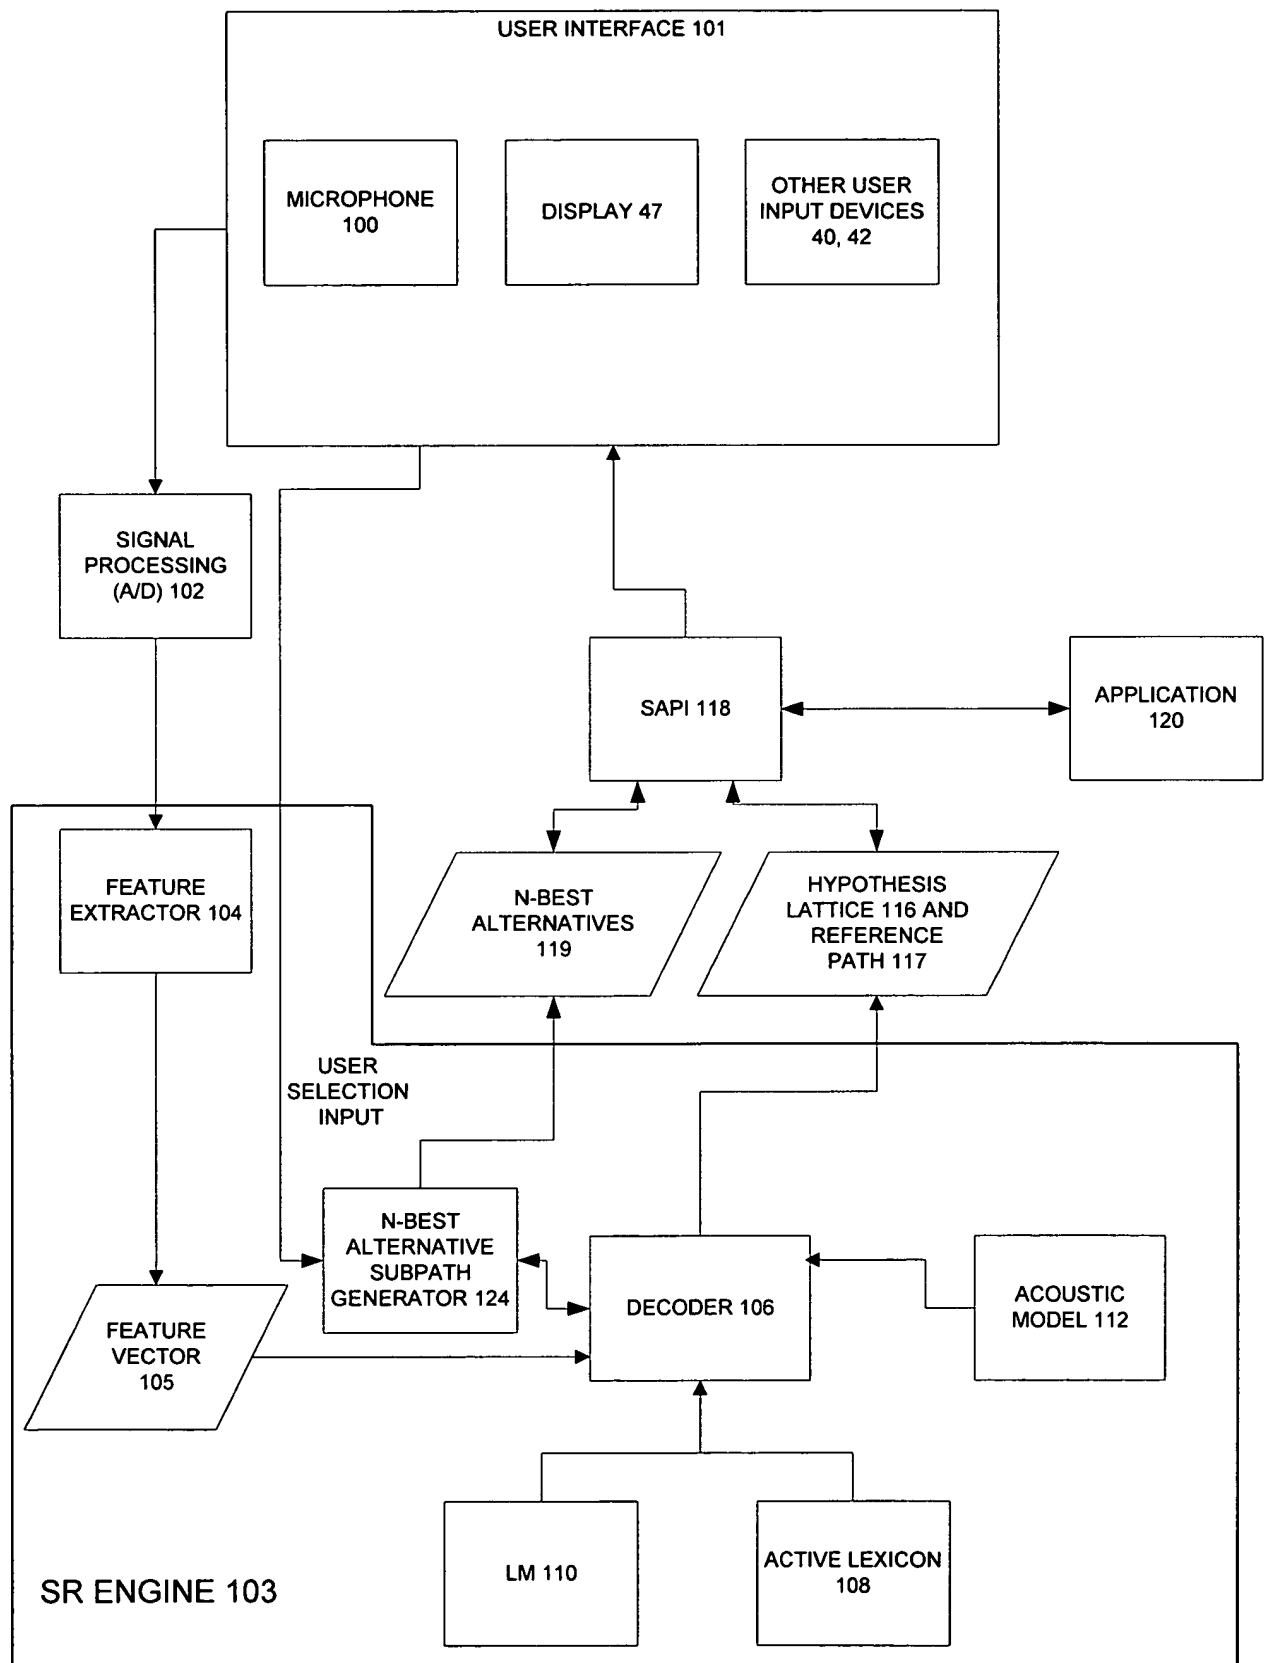 USER INTERFACE 101
MICROPHONE
100
DISPLAY 47
OTHER USER
INPUT DEVICES
40, 42
SIGNAL
PROCESSING
(A/D) 102
SAPI 118
APPLICATION
120
FEATURE
EXTRACTOR 104
N-BEST
ALTERNATIVES
119
HYPOTHESIS
LATTICE 116 AND
REFERENCE
PATH 117
USER
SELECTION
INPUT
N-BEST
ALTERNATIVE
SUBPATH
GENERATOR 124
DECODER 106
ACOUSTIC
MODEL 112
FEATURE
VECTOR
105
LM 110
ACTIVE LEXICON
108
SR ENGINE 103